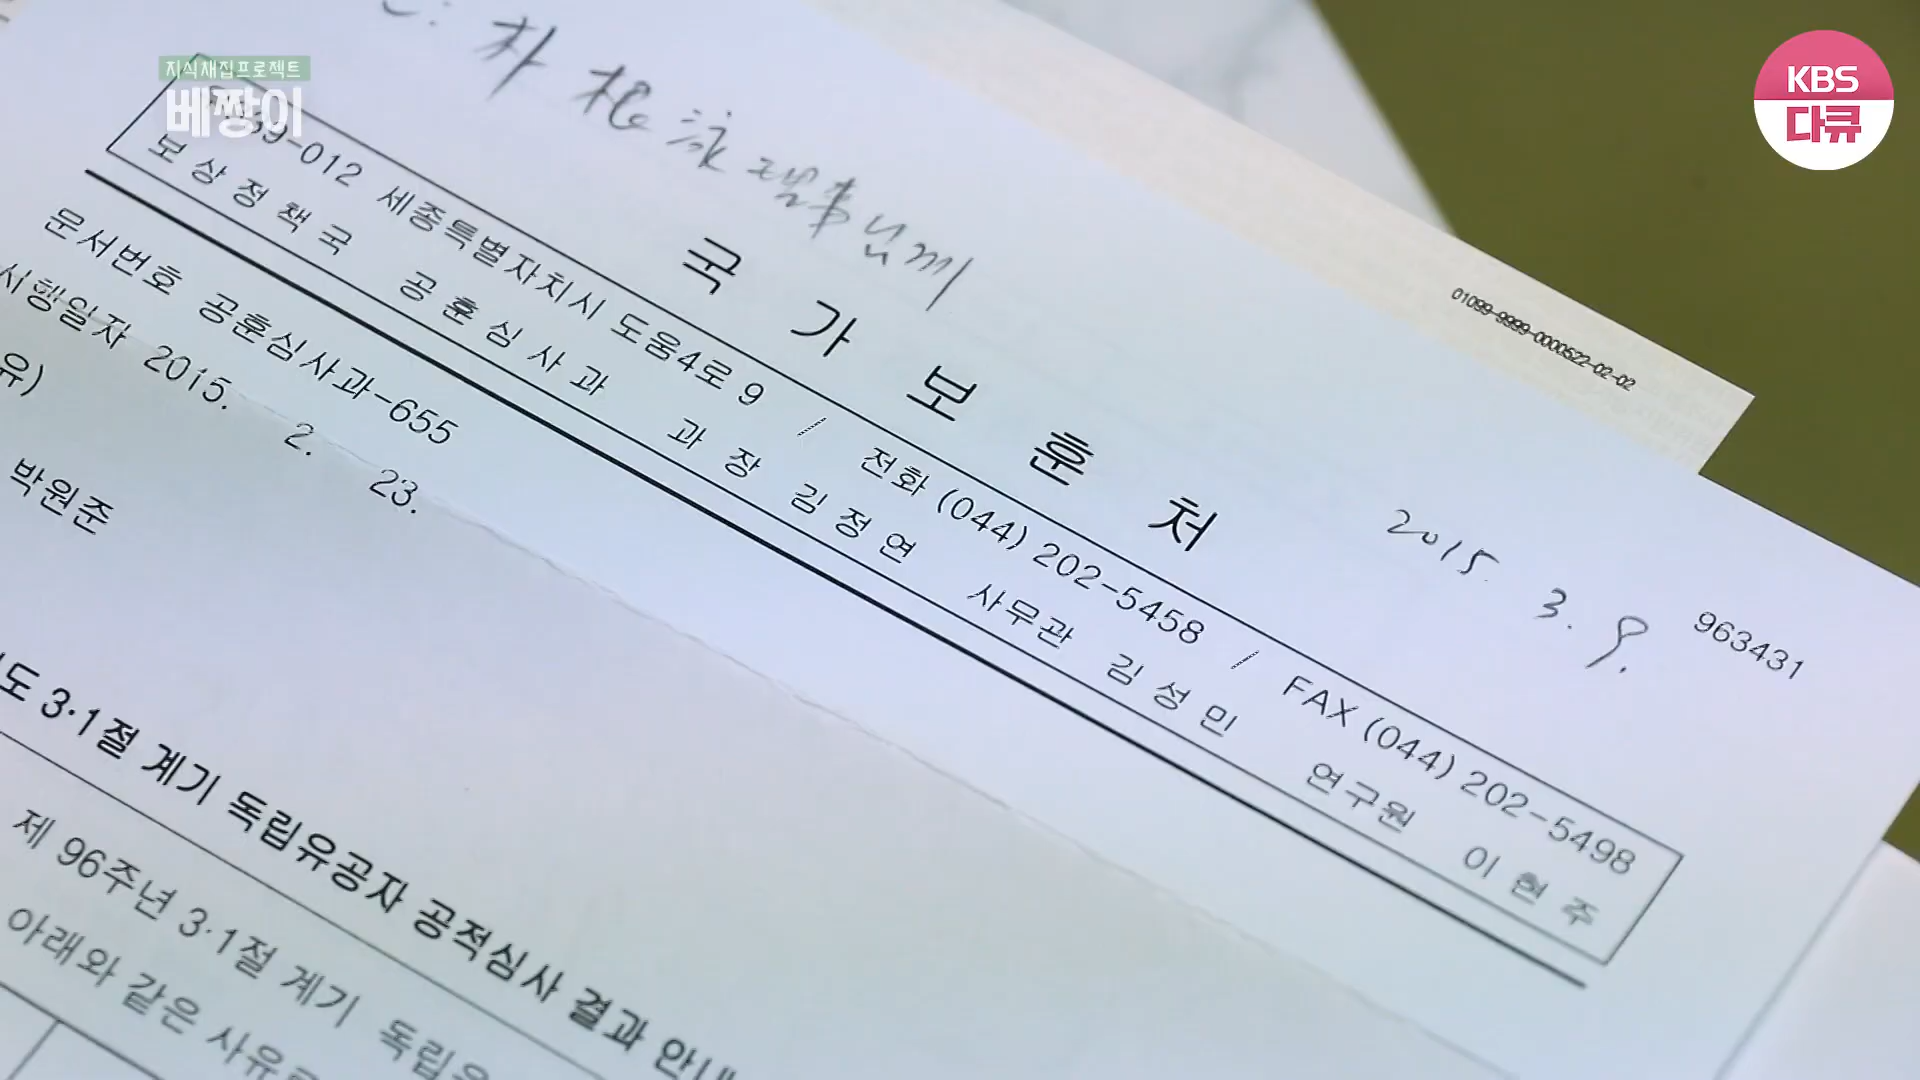 지식채집프로젝트
베짱이
KBS
다큐
국 가 보 훈 처
01099-9999-0000522-02-02
2015. 3. 9.
963431
39-012 세종특별자치시 도움4로 9 / 전화 (044) 202-5458 / FAX (044) 202-5498
보 상 정 책 국 공 훈 심 사 과 과 장 김 정 연 사무관 김 성 민 연구원 이 현 주
문서번호 공훈심사과-655
시행일자 2015. 2. 23.
유)
박원준
도 3·1절 계기 독립유공자 공적심사 결과 안내
제 96주년 3·1절 계기 독립유
아래와 같은 사유로